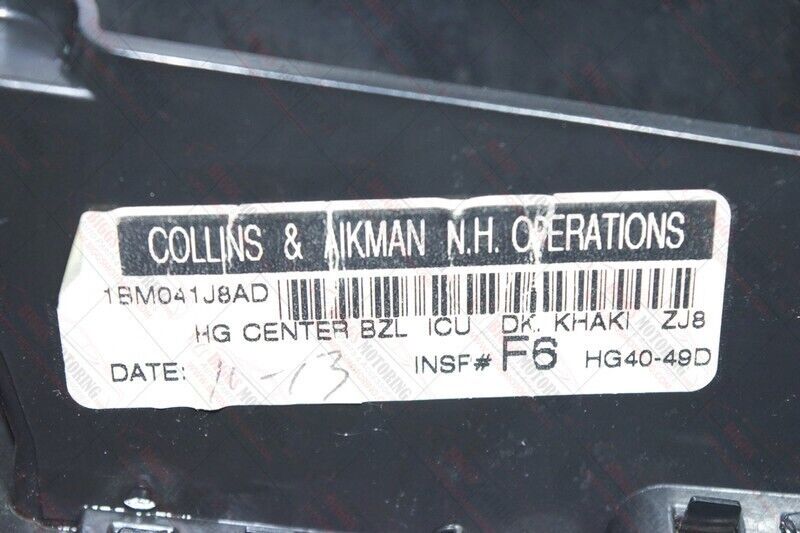 COLLINS & AIKMAN N.H. OPERATIONS
1BM041J8AD
HG CENTER BZL ICU DK. KHAKI ZJ8
DATE: 11-13 INSF# F6 HG40-49D